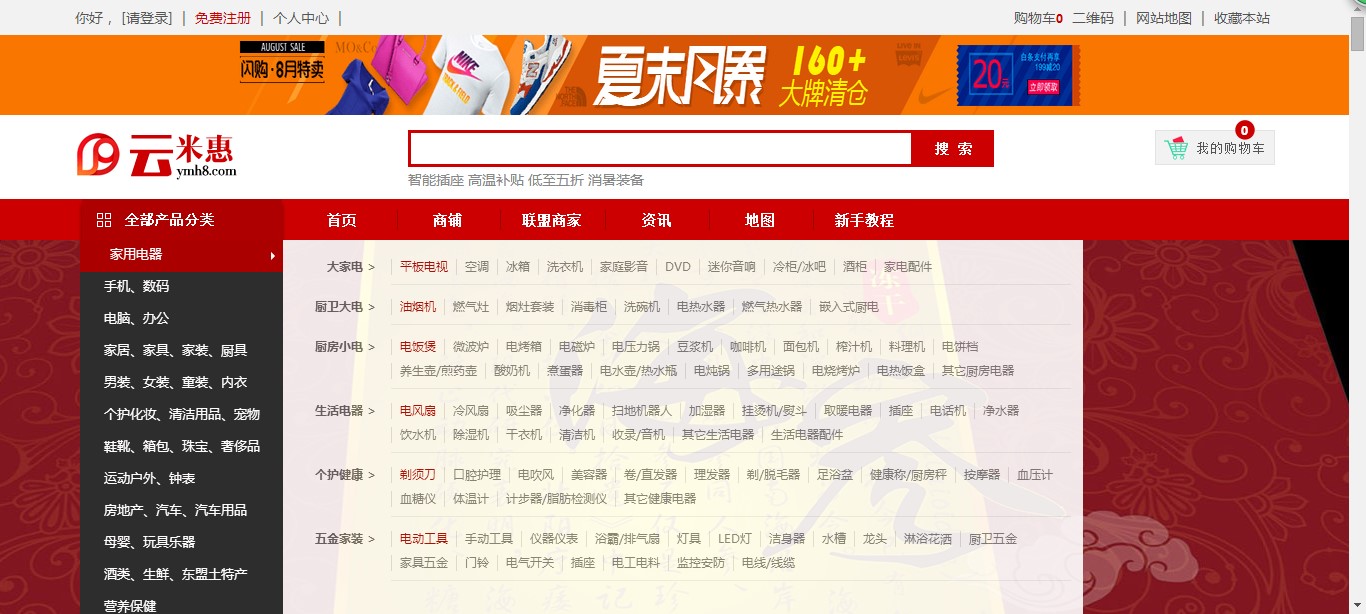 你好， [请登录] | 免费注册 | 个人中心 |
购物车0 二维码 | 网站地图 | 收藏本站
AUGUST SALE
闪购·8月特卖
MO&Co
NIKE
夏末风暴
160+
大牌清仓
20元
白条支付再享
199减20
立即领取
云米惠
ymh8.com
搜 索
0
我的购物车
智能插座 高温补贴 低至五折 消暑装备
全部产品分类 首页 商铺 联盟商家 资讯 地图 新手教程
家用电器
手机、数码
电脑、办公
家居、家具、家装、厨具
男装、女装、童装、内衣
个护化妆、清洁用品、宠物
鞋靴、箱包、珠宝、奢侈品
运动户外、钟表
房地产、汽车、汽车用品
母婴、玩具乐器
酒类、生鲜、东盟土特产
营养保健
大家电 > 平板电视 空调 冰箱 洗衣机 家庭影音 DVD 迷你音响 冷柜/冰吧 酒柜 家电配件
厨卫大电 > 油烟机 燃气灶 烟灶套装 消毒柜 洗碗机 电热水器 燃气热水器 嵌入式厨电
厨房小电 > 电饭煲 微波炉 电烤箱 电磁炉 电压力锅 豆浆机 咖啡机 面包机 榨汁机 料理机 电饼档
养生壶/煎药壶 酸奶机 煮蛋器 电水壶/热水瓶 电炖锅 多用途锅 电烧烤炉 电热饭盒 其它厨房电器
生活电器 > 电风扇 冷风扇 吸尘器 净化器 扫地机器人 加湿器 挂烫机/熨斗 取暖电器 插座 电话机 净水器
饮水机 除湿机 干衣机 清洁机 收录/音机 其它生活电器 生活电器配件
个护健康 > 剃须刀 口腔护理 电吹风 美容器 卷/直发器 理发器 剃/脱毛器 足浴盆 健康称/厨房秤 按摩器 血压计
血糖仪 体温计 计步器/脂肪检测仪 其它健康电器
五金家装 > 电动工具 手动工具 仪器仪表 浴霸/排气扇 灯具 LED灯 洁身器 水槽 龙头 淋浴花洒 厨卫五金
家具五金 门铃 电气开关 插座 电工电料 监控安防 电线/线缆